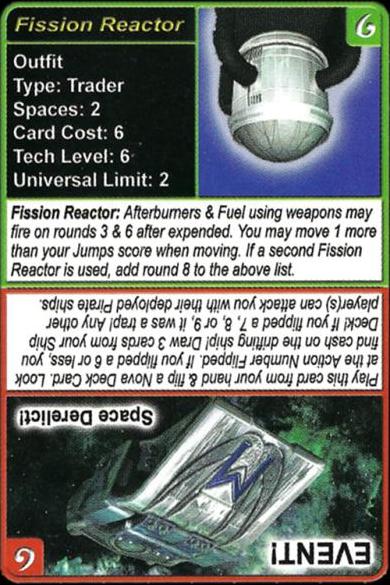 Fission Reactor
6
Outfit
Type: Trader
Spaces: 2
Card Cost: 6
Tech Level: 6
Universal Limit: 2
Fission Reactor: Afterburners & Fuel using weapons may
fire on rounds 3 & 6 after expended. You may move 1 more
than your Jumps score when moving. If a second Fission
Reactor is used, add round 8 to the above list.
EVENT!
6
Space Derelict!
Play this card from your hand & flip a Nova Deck Card. Look
at the Action Number Flipped. If you flipped a 6 or less, you
find cash on the drifting ship! Draw 3 cards from your Ship
Deck! If you flipped a 7, 8, or 9, it was a trap! Any other
player(s) can attack you with their deployed Pirate ships.